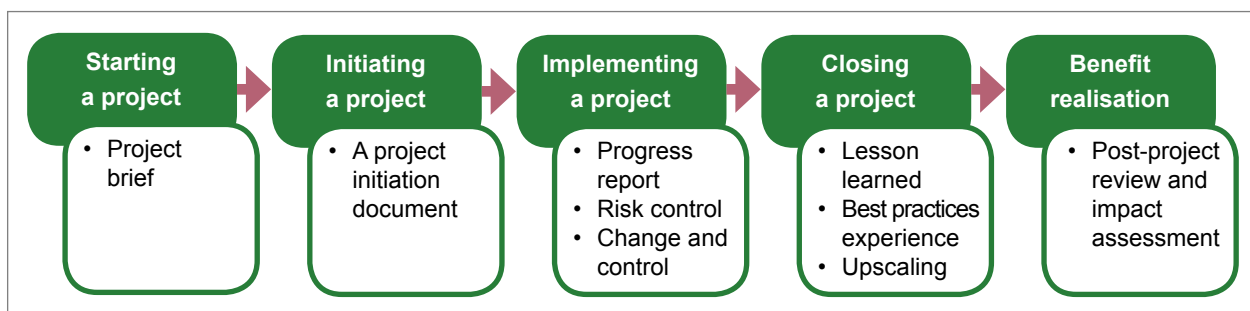 Starting
a project
• Project
brief
Initiating
a project
• A project
initiation
document
Implementing
a project
• Progress
report
• Risk control
• Change and
control
Closing
a project
• Lesson
learned
• Best practices
experience
• Upscaling
Benefit
realisation
• Post-project
review and
impact
assessment